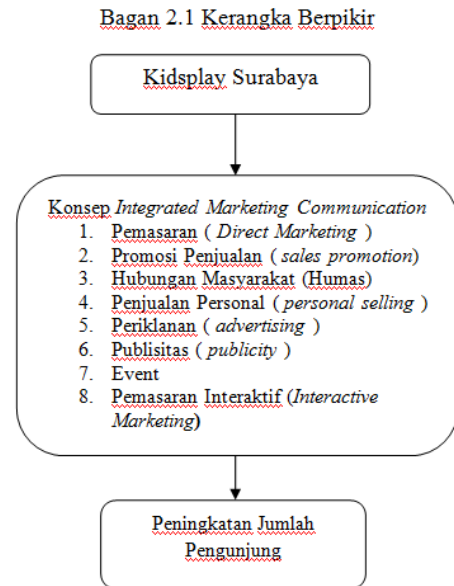 Bagan 2.1 Kerangka Berpikir
Kidsplay Surabaya
Konsep Integrated Marketing Communication
1. Pemasaran ( Direct Marketing )
2. Promosi Penjualan ( sales promotion)
3. Hubungan Masyarakat (Humas)
4. Penjualan Personal ( personal selling )
5. Periklanan ( advertising )
6. Publisitas ( publicity )
7. Event
8. Pemasaran Interaktif (Interactive
Marketing)
Peningkatan Jumlah
Pengunjung